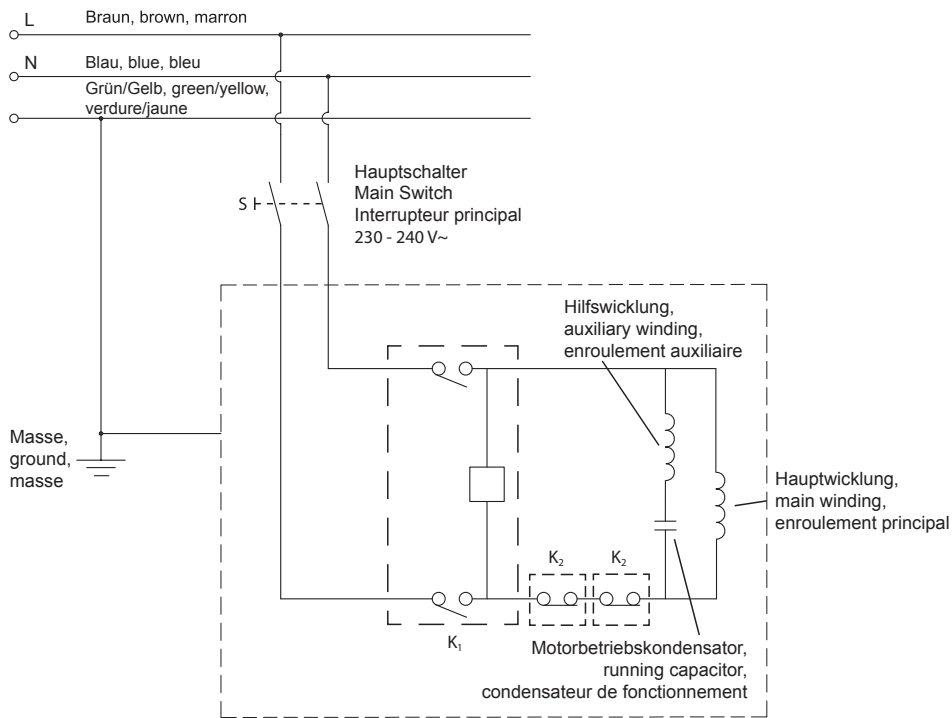 L
Braun, brown, marron
N
Blau, blue, bleu
Grün/Gelb, green/yellow,
verdure/jaune
Hauptschalter
Main Switch
Interrupteur principal
230 - 240 V~
S
Hilfswicklung,
auxiliary winding,
enroulement auxiliaire
Masse,
ground,
masse
Hauptwicklung,
main winding,
enroulement principal
K₂
K₂
K₁
Motorbetriebskondensator,
running capacitor,
condensateur de fonctionnement